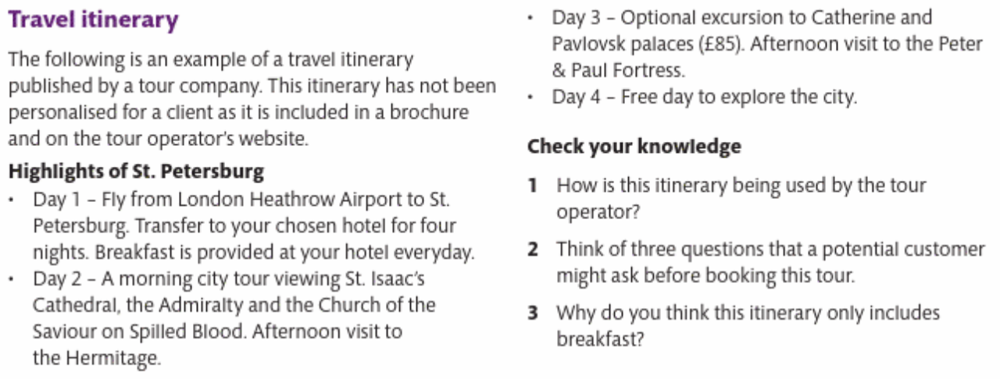 Travel itinerary
The following is an example of a travel itinerary
published by a tour company. This itinerary has not been
personalised for a client as it is included in a brochure
and on the tour operator's website.
Highlights of St. Petersburg
• Day 1 – Fly from London Heathrow Airport to St.
Petersburg. Transfer to your chosen hotel for four
nights. Breakfast is provided at your hotel everyday.
• Day 2 – A morning city tour viewing St. Isaac's
Cathedral, the Admiralty and the Church of the
Saviour on Spilled Blood. Afternoon visit to
the Hermitage.
• Day 3 – Optional excursion to Catherine and
Pavlovsk palaces (£85). Afternoon visit to the Peter
& Paul Fortress.
• Day 4 – Free day to explore the city.
Check your knowledge
1 How is this itinerary being used by the tour
operator?
2 Think of three questions that a potential customer
might ask before booking this tour.
3 Why do you think this itinerary only includes
breakfast?